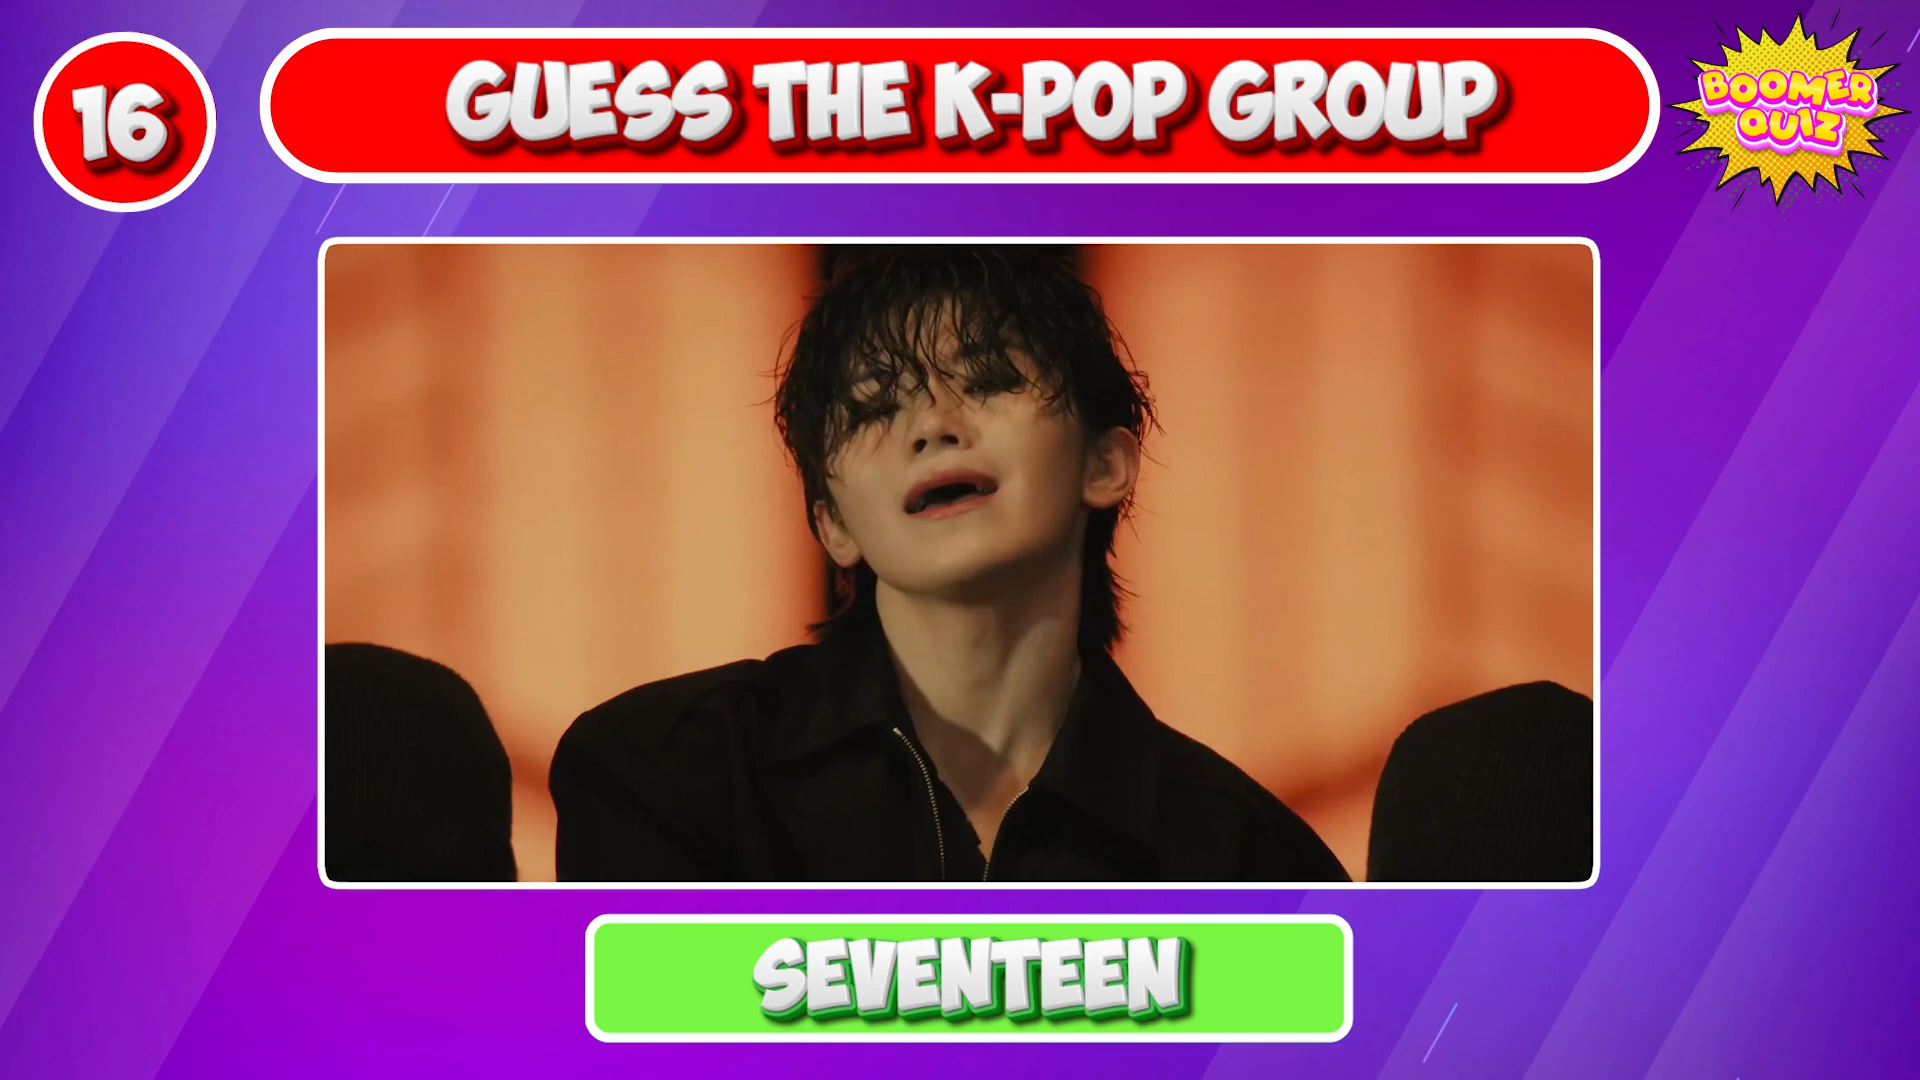 16
GUESS THE K-POP GROUP
BOOMER
QUIZ
SEVENTEEN